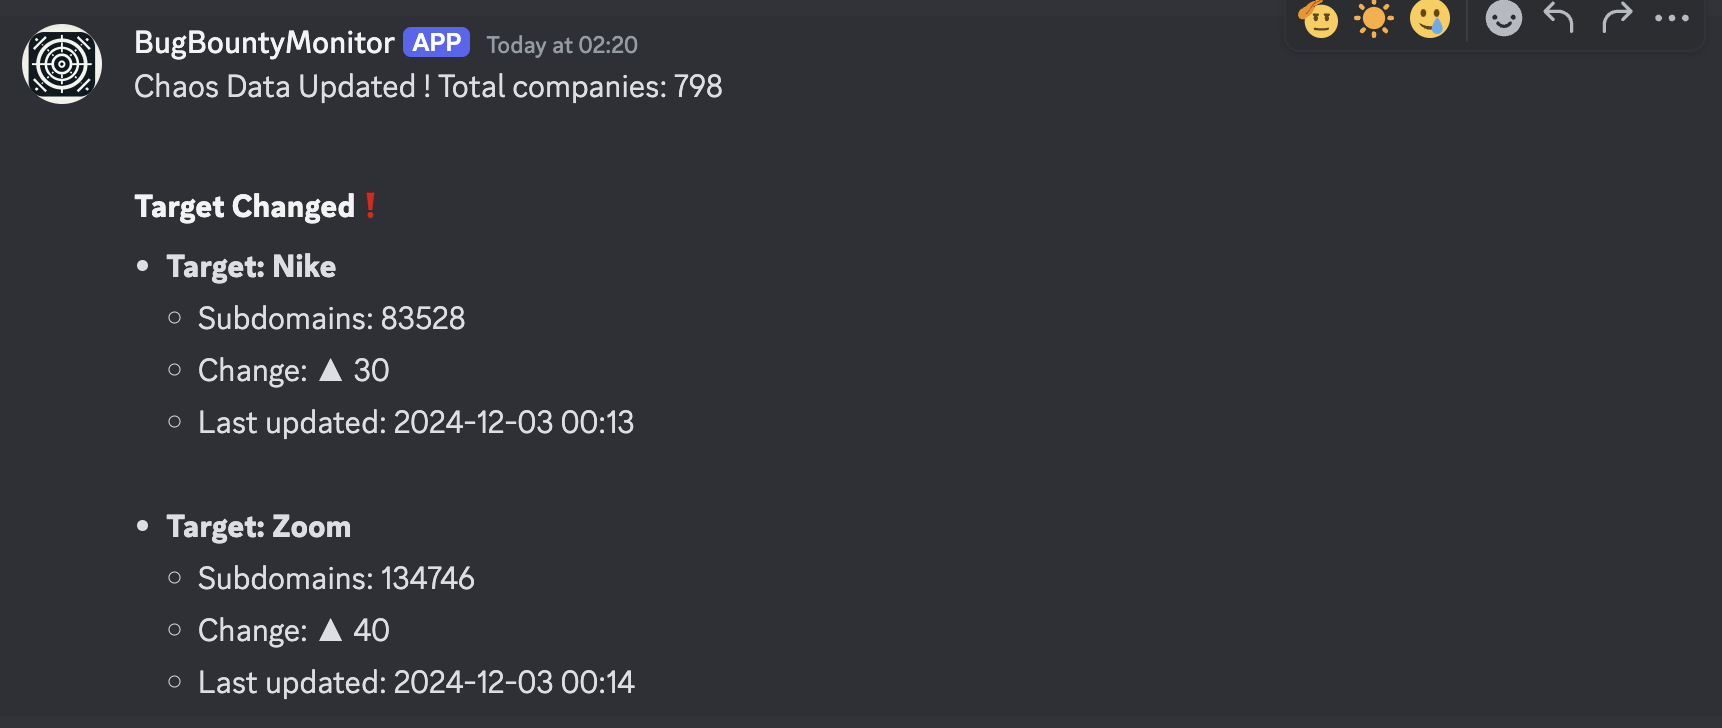 BugBountyMonitor APP Today at 02:20
Chaos Data Updated ! Total companies: 798
Target Changed❗
• Target: Nike
○ Subdomains: 83528
○ Change: ▲ 30
○ Last updated: 2024-12-03 00:13
• Target: Zoom
○ Subdomains: 134746
○ Change: ▲ 40
○ Last updated: 2024-12-03 00:14